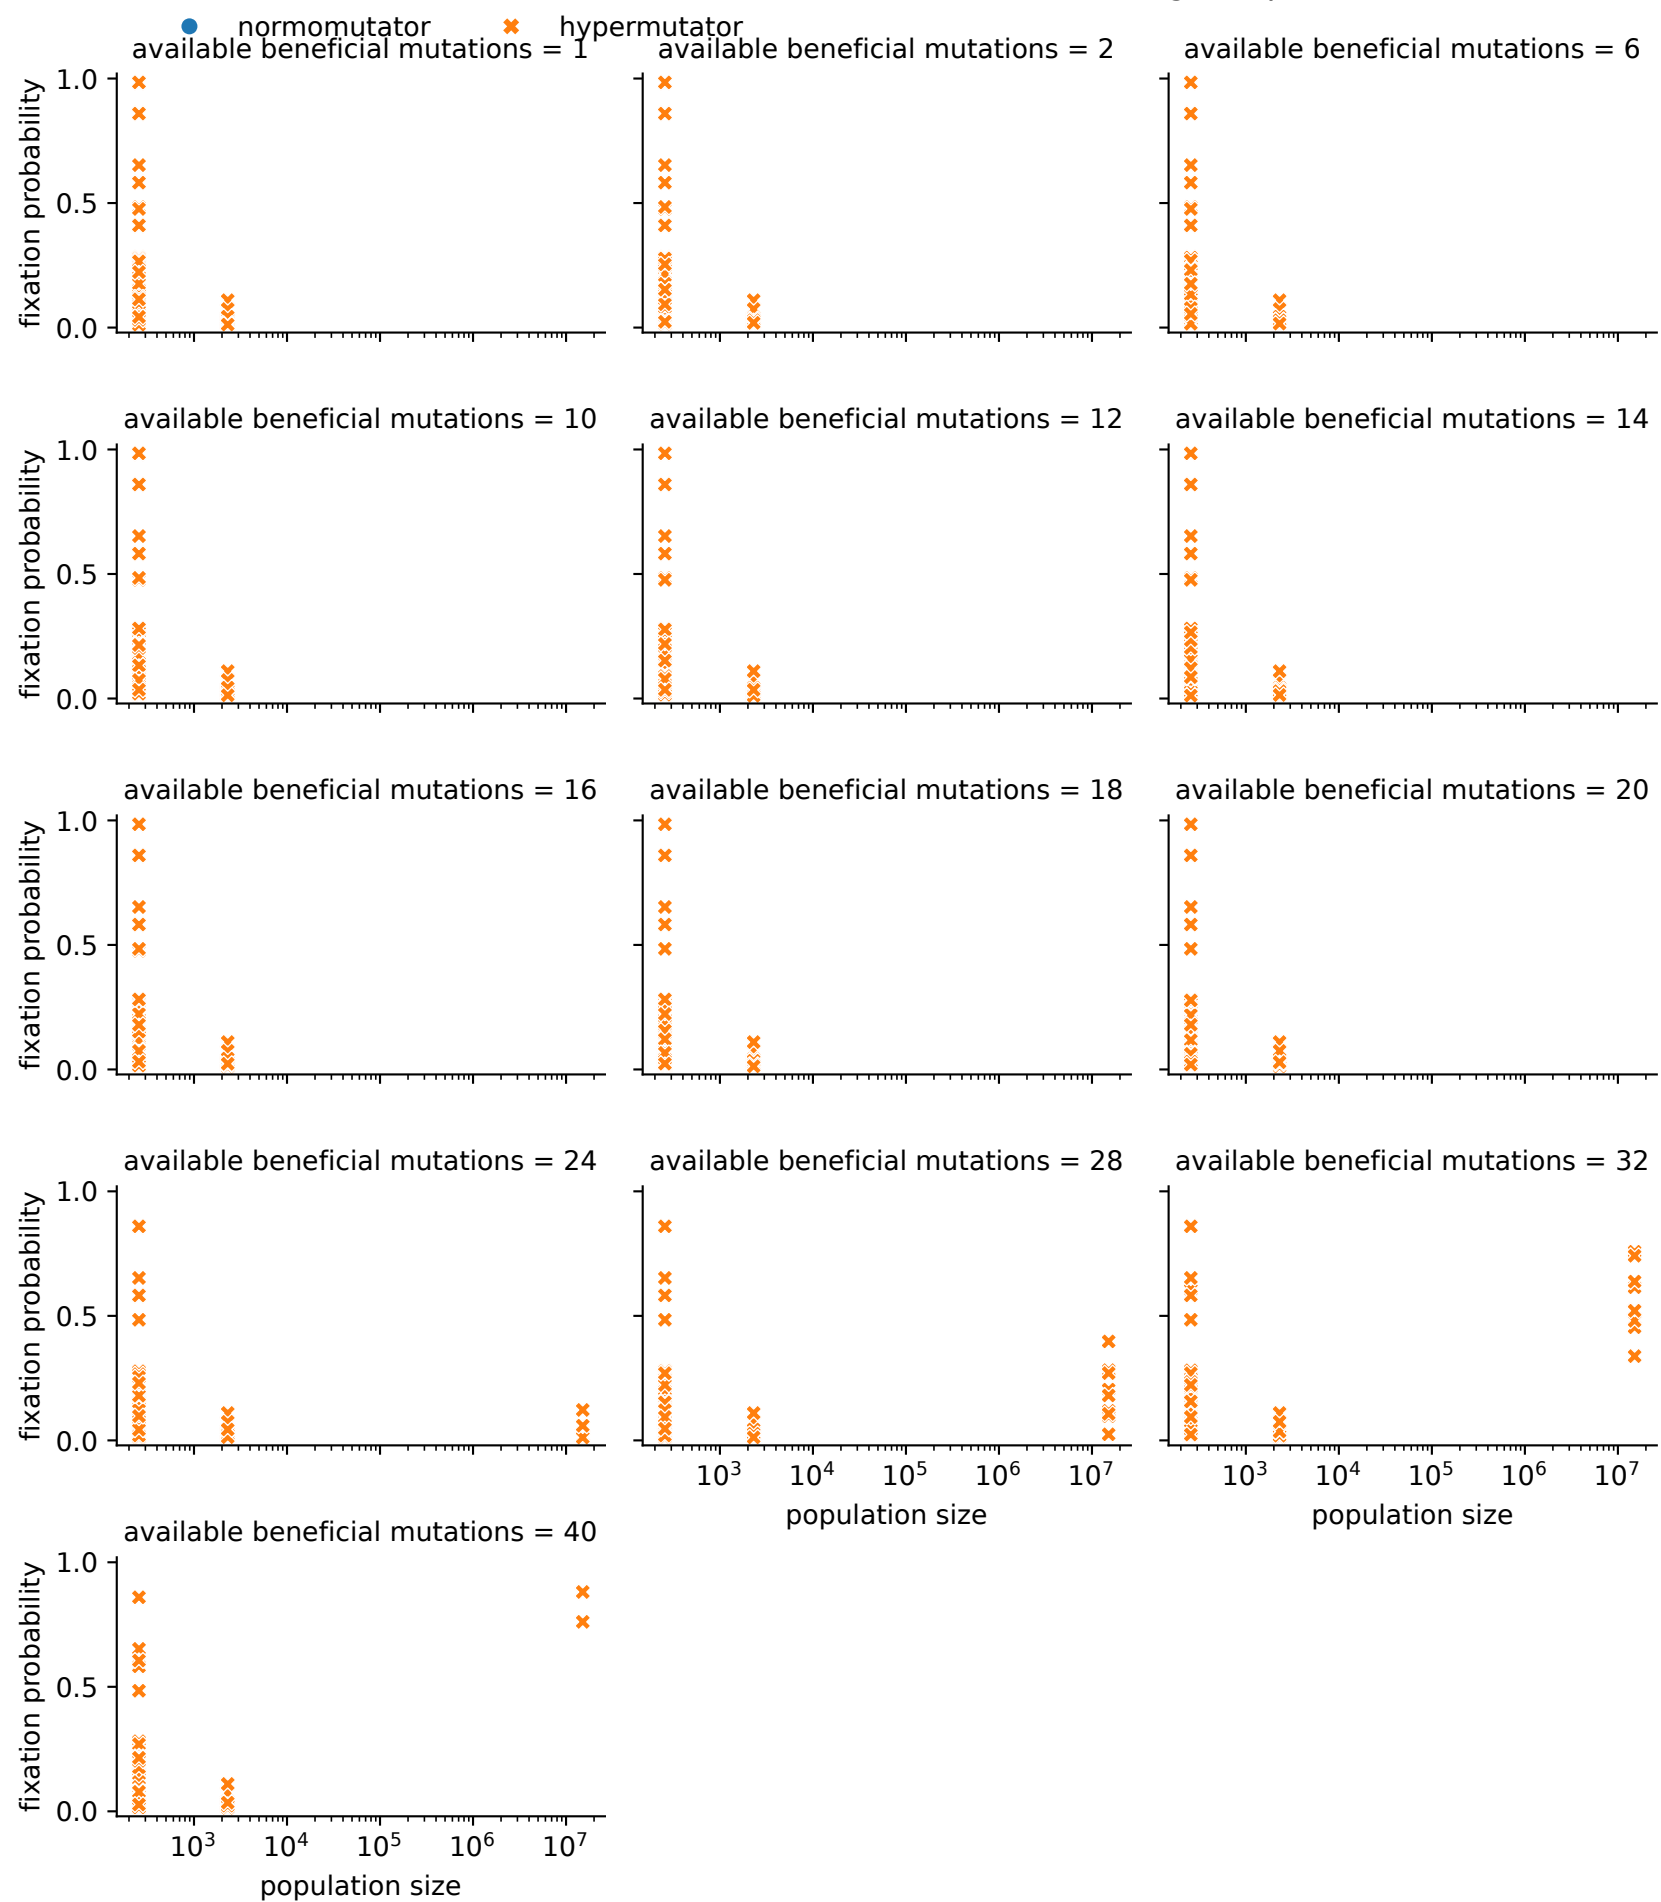 normomutator hypermutator
available beneficial mutations = 1 available beneficial mutations = 2 available beneficial mutations = 6
1.0
0.5
0.0
fixation probability
available beneficial mutations = 10 available beneficial mutations = 12 available beneficial mutations = 14
1.0
0.5
0.0
fixation probability
available beneficial mutations = 16 available beneficial mutations = 18 available beneficial mutations = 20
1.0
0.5
0.0
fixation probability
available beneficial mutations = 24 available beneficial mutations = 28 available beneficial mutations = 32
1.0
0.5
0.0
fixation probability
10³ 10⁴ 10⁵ 10⁶ 10⁷ 10³ 10⁴ 10⁵ 10⁶ 10⁷
population size population size
available beneficial mutations = 40
1.0
0.5
0.0
fixation probability
10³ 10⁴ 10⁵ 10⁶ 10⁷
population size